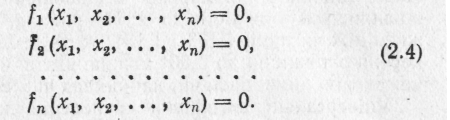 f₁(x₁, x₂, ..., xₙ) = 0,
f₂(x₁, x₂, ..., xₙ) = 0, (2.4)
. . . . . . . . . . . . . .
fₙ(x₁, x₂, ..., xₙ) = 0.